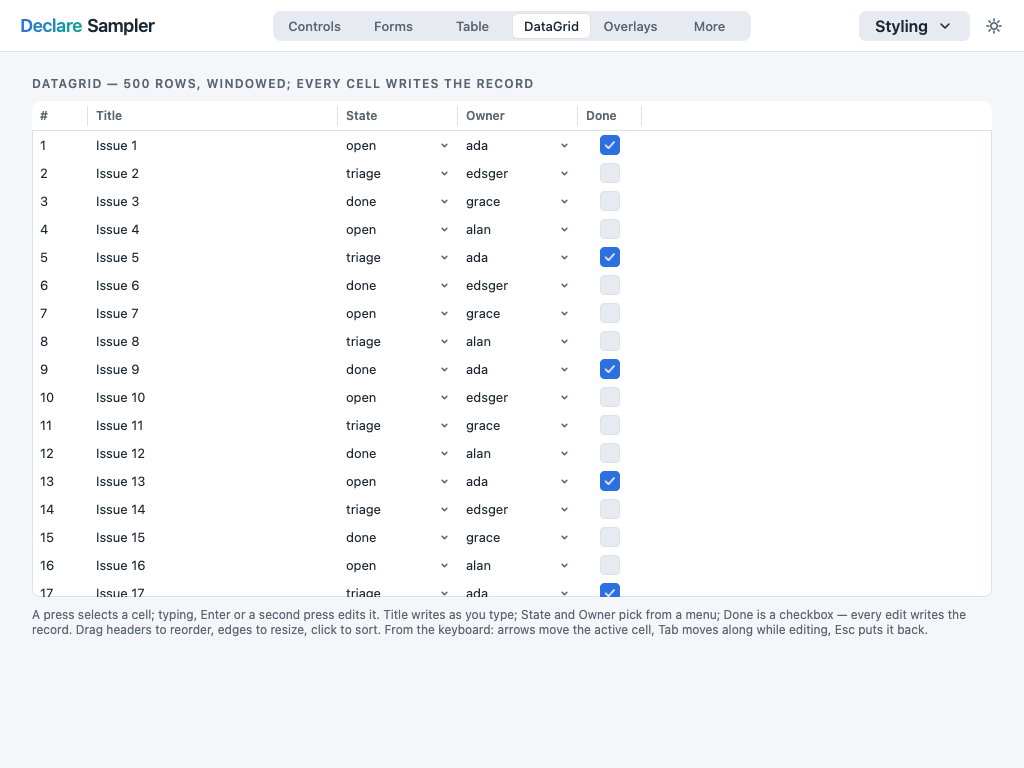 Declare Sampler Controls Forms Table DataGrid Overlays More Styling
DATAGRID — 500 ROWS, WINDOWED; EVERY CELL WRITES THE RECORD
# Title State Owner Done
1 Issue 1 open ada
2 Issue 2 triage edsger
3 Issue 3 done grace
4 Issue 4 open alan
5 Issue 5 triage ada
6 Issue 6 done edsger
7 Issue 7 open grace
8 Issue 8 triage alan
9 Issue 9 done ada
10 Issue 10 open edsger
11 Issue 11 triage grace
12 Issue 12 done alan
13 Issue 13 open ada
14 Issue 14 triage edsger
15 Issue 15 done grace
16 Issue 16 open alan
17 Issue 17 triage ada
A press selects a cell; typing, Enter or a second press edits it. Title writes as you type; State and Owner pick from a menu; Done is a checkbox — every edit writes the
record. Drag headers to reorder, edges to resize, click to sort. From the keyboard: arrows move the active cell, Tab moves along while editing, Esc puts it back.